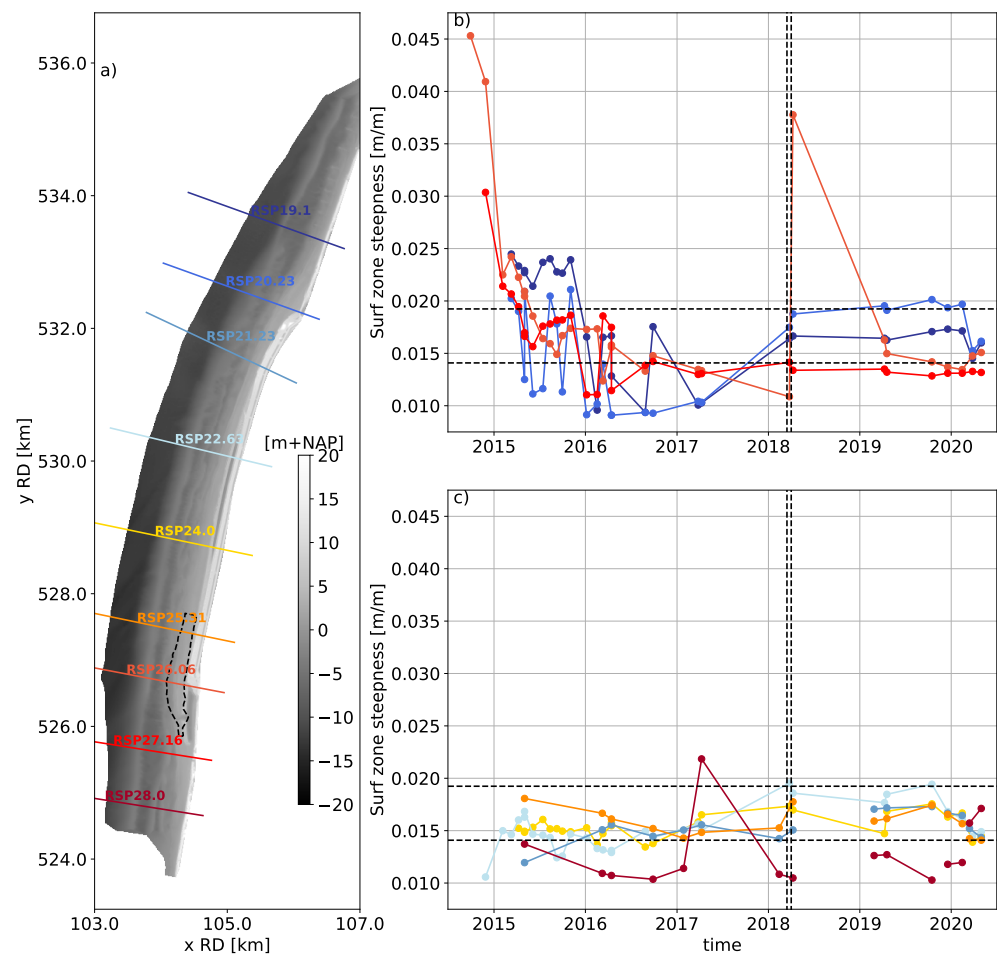 a)
536.0
534.0
532.0
530.0
528.0
526.0
524.0
y RD [km]
103.0
105.0
107.0
x RD [km]
RSP19.1
RSP20.23
RSP21.23
RSP22.63
RSP24.0
RSP25.31
RSP26.06
RSP27.16
RSP28.0
[m+NAP]
20
15
10
5
0
−5
−10
−15
−20
b)
Surf zone steepness [m/m]
0.045
0.040
0.035
0.030
0.025
0.020
0.015
0.010
2015
2016
2017
2018
2019
2020
c)
Surf zone steepness [m/m]
0.045
0.040
0.035
0.030
0.025
0.020
0.015
0.010
2015
2016
2017
2018
2019
2020
time